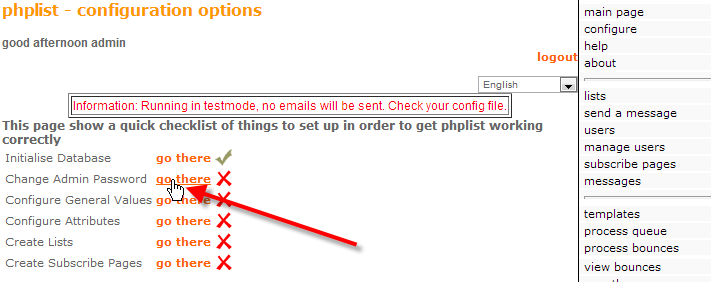 phplist - configuration options
good afternoon admin
logout
English
Information: Running in testmode, no emails will be sent. Check your config file.
This page show a quick checklist of things to set up in order to get phplist working
correctly
Initialise Database go there
Change Admin Password go there
Configure General Values go there
Configure Attributes go there
Create Lists go there
Create Subscribe Pages go there
main page
configure
help
about
lists
send a message
users
manage users
subscribe pages
messages
templates
process queue
process bounces
view bounces